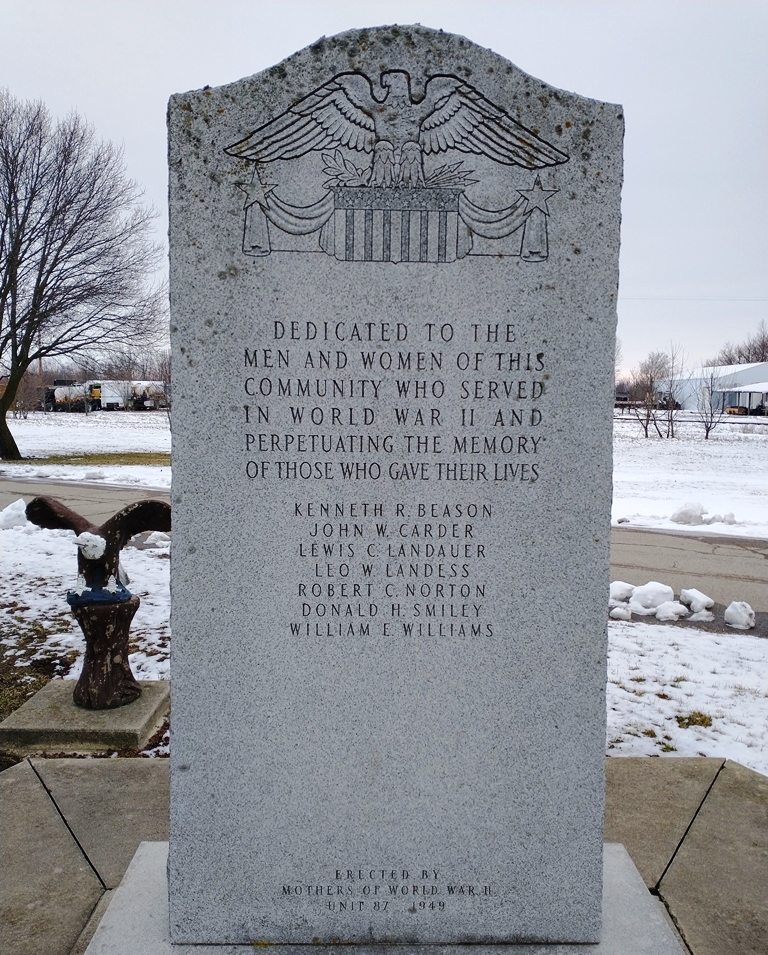 DEDICATED TO THE
MEN AND WOMEN OF THIS
COMMUNITY WHO SERVED
IN WORLD WAR II AND
PERPETUATING THE MEMORY
OF THOSE WHO GAVE THEIR LIVES
KENNETH R. BEASON
JOHN W. CARDER
LEWIS C. LANDAUER
LEO W. LANDESS
ROBERT C. NORTON
DONALD H. SMILEY
WILLIAM E. WILLIAMS
ERECTED BY
MOTHERS OF WORLD WAR II
UNIT 87 1949